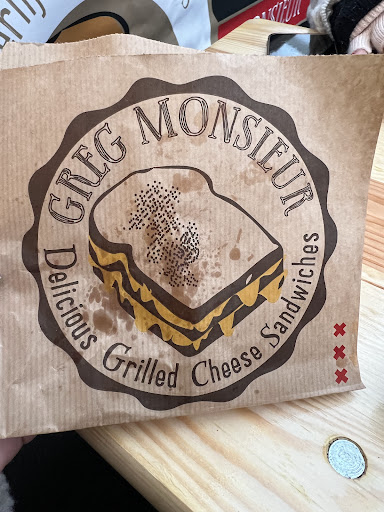 GREG MONSIEUR
Delicious Grilled Cheese Sandwiches